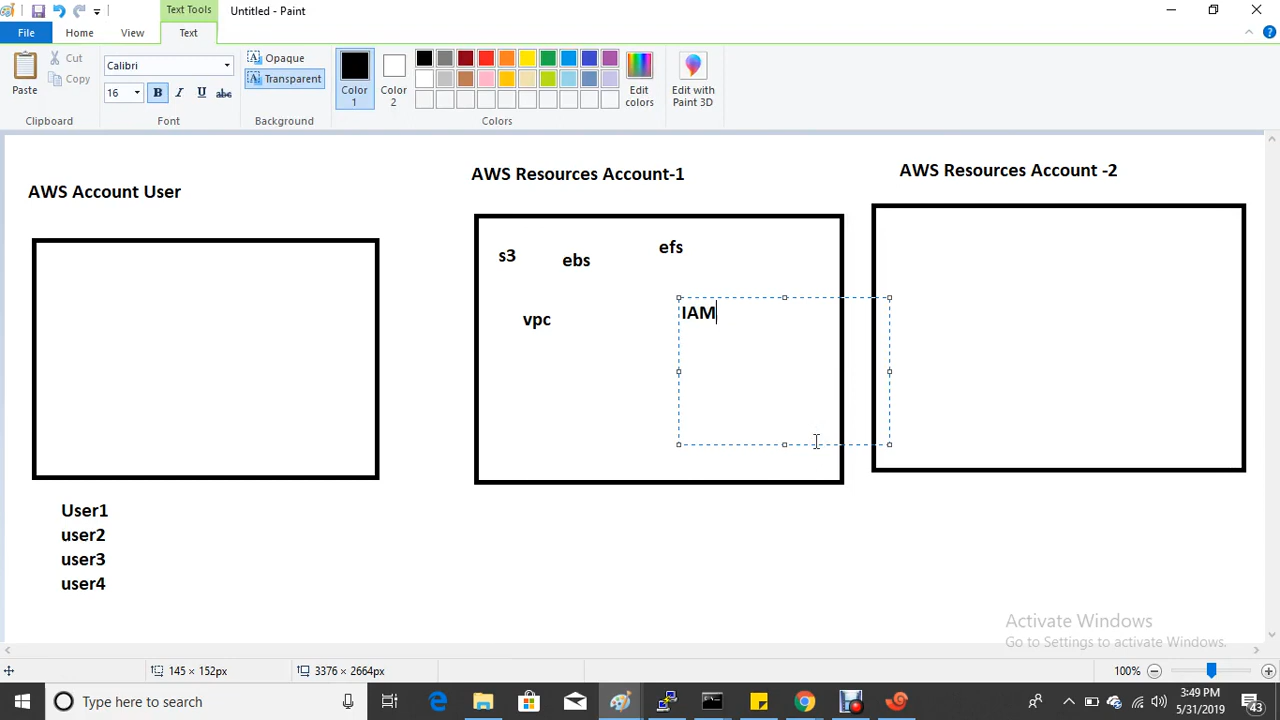 Text Tools
Untitled - Paint
File
Home
View
Text
Paste
Cut
Copy
Clipboard
Calibri
16
B
I
U
abc
Font
Opaque
Transparent
Background
Color 1
Color 2
Edit colors
Colors
Edit with Paint 3D
AWS Account User
AWS Resources Account-1
AWS Resources Account -2
s3
ebs
efs
vpc
IAM
User1
user2
user3
user4
Activate Windows
Go to Settings to activate Windows.
145 × 152px
3376 × 2664px
100%
Type here to search
3:49 PM
5/31/2019
43